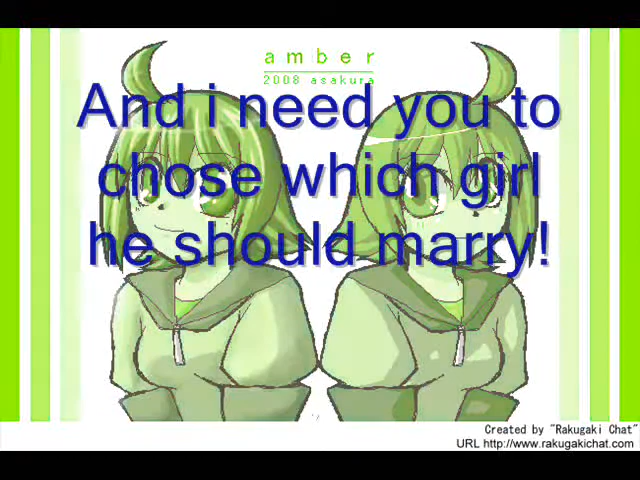 amber
2008 asakura
And i need you to
chose which girl
he should marry!
Created by "Rakugaki Chat"
URL http://www.rakugakichat.com